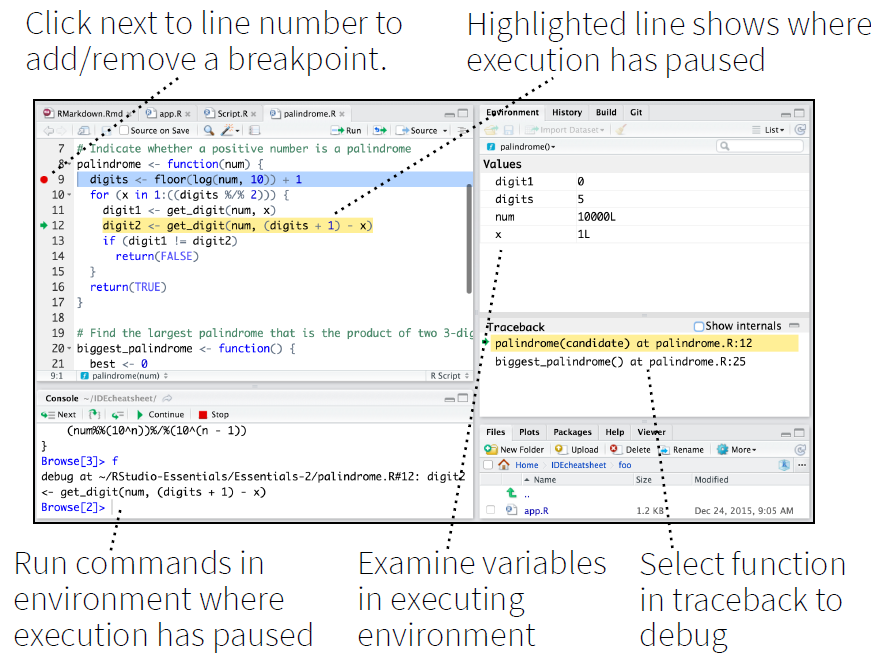 Click next to line number to
add/remove a breakpoint.
Highlighted line shows where
execution has paused
RMarkdown.Rmd app.R Script.R palindrome.R
Source on Save Run Source
7 # Indicate whether a positive number is a palindrome
8 palindrome <- function(num) {
9 digits <- floor(log(num, 10)) + 1
10 for (x in 1:((digits %/% 2))) {
11 digit1 <- get_digit(num, x)
12 digit2 <- get_digit(num, (digits + 1) - x)
13 if (digit1 != digit2)
14 return(FALSE)
15 }
16 return(TRUE)
17 }
18
19 # Find the largest palindrome that is the product of two 3-dig
20 biggest_palindrome <- function() {
21 best <- 0
9:1 palindrome(num) R Script
Console ~/IDEcheatsheet/
Next Continue Stop
(num%%(10^n))%/%(10^(n - 1))
}
Browse[3]> f
debug at ~/RStudio-Essentials/Essentials-2/palindrome.R#12: digit2
<- get_digit(num, (digits + 1) - x)
Browse[2]>
Environment History Build Git
Import Dataset List
palindrome()
Values
digit1 0
digits 5
num 10000L
x 1L
Traceback Show internals
palindrome(candidate) at palindrome.R:12
biggest_palindrome() at palindrome.R:25
Files Plots Packages Help Viewer
New Folder Upload Delete Rename More
Home IDEcheatsheet foo
Name Size Modified
..
app.R 1.2 KB Dec 24, 2015, 9:05 AM
Run commands in
environment where
execution has paused
Examine variables
in executing
environment
Select function
in traceback to
debug